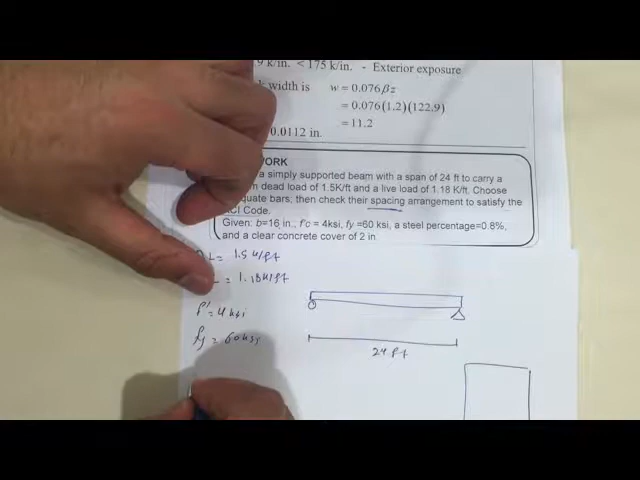 .9 k/in. < 175 k/in. - Exterior exposure
width is w = 0.076βz
= 0.076(1.2)(122.9)
= 11.2
0.0112 in.
WORK
a simply supported beam with a span of 24 ft to carry a
dead load of 1.5K/ft and a live load of 1.18 K/ft. Choose
bars; then check their spacing arrangement to satisfy the
ACI Code.
Given: b=16 in., f'c = 4ksi, fy =60 ksi, a steel percentage=0.8%,
and a clear concrete cover of 2 in.
L= 1.5 k/ft
L = 1.18k/ft
f' = 4 ksi
fy = 60ksi
24 ft